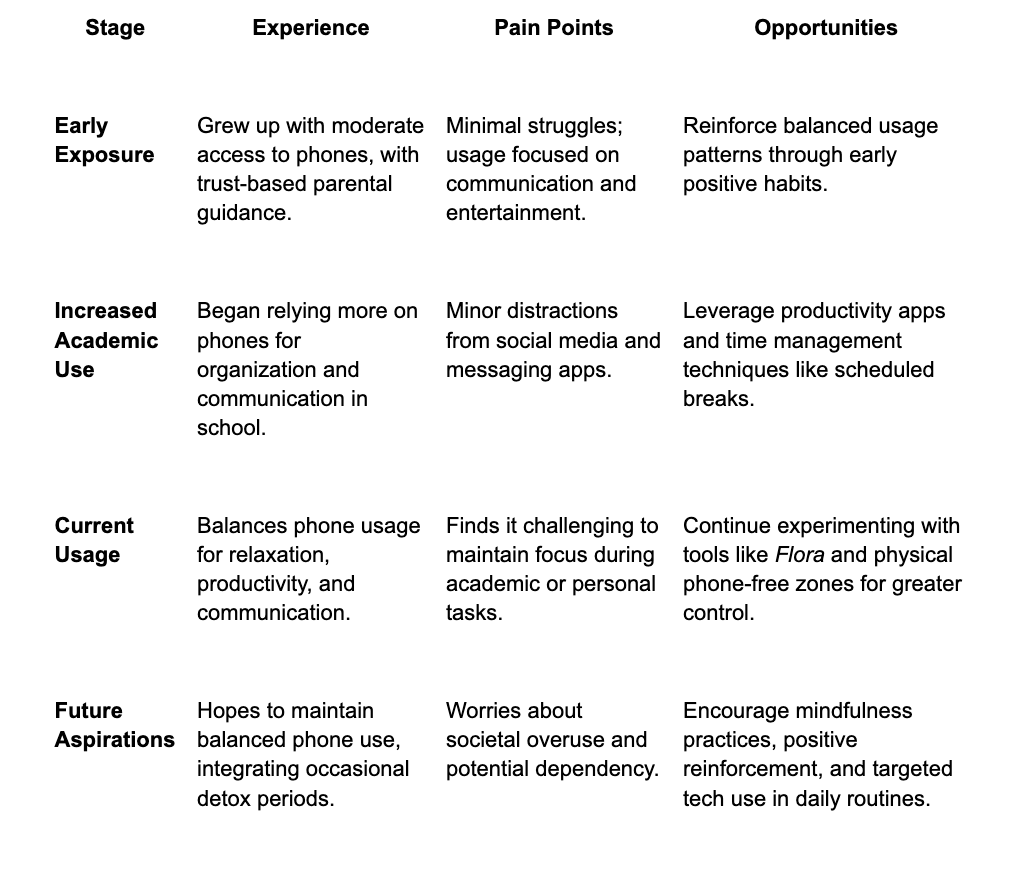 Stage Experience Pain Points Opportunities
Early
Exposure
Grew up with moderate
access to phones, with
trust-based parental
guidance.
Minimal struggles;
usage focused on
communication and
entertainment.
Reinforce balanced usage
patterns through early
positive habits.
Increased
Academic
Use
Began relying more on
phones for
organization and
communication in
school.
Minor distractions
from social media and
messaging apps.
Leverage productivity apps
and time management
techniques like scheduled
breaks.
Current
Usage
Balances phone usage
for relaxation,
productivity, and
communication.
Finds it challenging to
maintain focus during
academic or personal
tasks.
Continue experimenting with
tools like Flora and physical
phone-free zones for greater
control.
Future
Aspirations
Hopes to maintain
balanced phone use,
integrating occasional
detox periods.
Worries about
societal overuse and
potential dependency.
Encourage mindfulness
practices, positive
reinforcement, and targeted
tech use in daily routines.